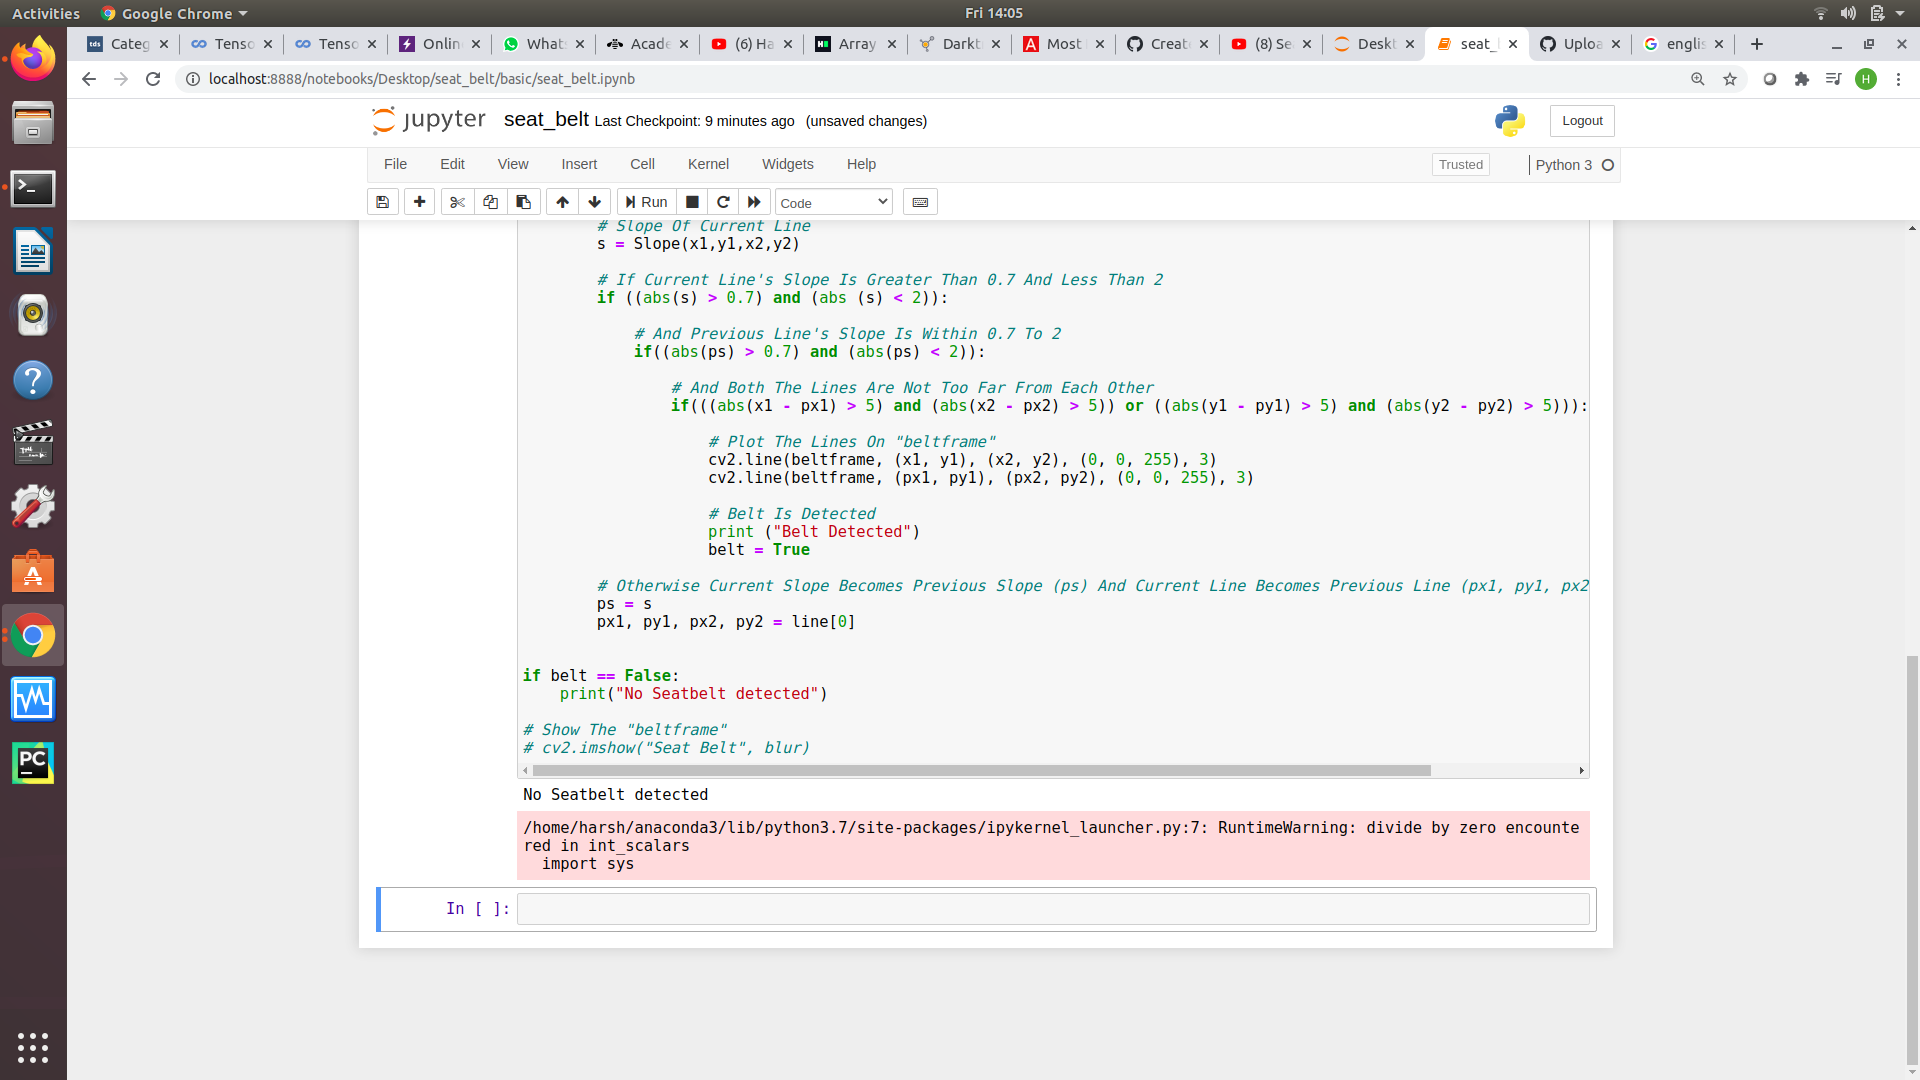 Activities
Google Chrome
Fri 14:05
Categ
Tenso
Tenso
Onlin
Whats
Acade
(6) Ha
Array
Darkt
Most
Creat
(8) Se
Deskt
seat_
Uploa
englis
localhost:8888/notebooks/Desktop/seat_belt/basic/seat_belt.ipynb
H
jupyter seat_belt Last Checkpoint: 9 minutes ago (unsaved changes)
Logout
File Edit View Insert Cell Kernel Widgets Help
Trusted
Python 3
Run
Code
# Slope Of Current Line
s = Slope(x1,y1,x2,y2)
# If Current Line's Slope Is Greater Than 0.7 And Less Than 2
if ((abs(s) > 0.7) and (abs (s) < 2)):
# And Previous Line's Slope Is Within 0.7 To 2
if((abs(ps) > 0.7) and (abs(ps) < 2)):
# And Both The Lines Are Not Too Far From Each Other
if(((abs(x1 - px1) > 5) and (abs(x2 - px2) > 5)) or ((abs(y1 - py1) > 5) and (abs(y2 - py2) > 5))):
# Plot The Lines On "beltframe"
cv2.line(beltframe, (x1, y1), (x2, y2), (0, 0, 255), 3)
cv2.line(beltframe, (px1, py1), (px2, py2), (0, 0, 255), 3)
# Belt Is Detected
print ("Belt Detected")
belt = True
# Otherwise Current Slope Becomes Previous Slope (ps) And Current Line Becomes Previous Line (px1, py1, px2
ps = s
px1, py1, px2, py2 = line[0]
if belt == False:
print("No Seatbelt detected")
# Show The "beltframe"
# cv2.imshow("Seat Belt", blur)
No Seatbelt detected
/home/harsh/anaconda3/lib/python3.7/site-packages/ipykernel_launcher.py:7: RuntimeWarning: divide by zero encounte
red in int_scalars
import sys
In [ ]:
PC